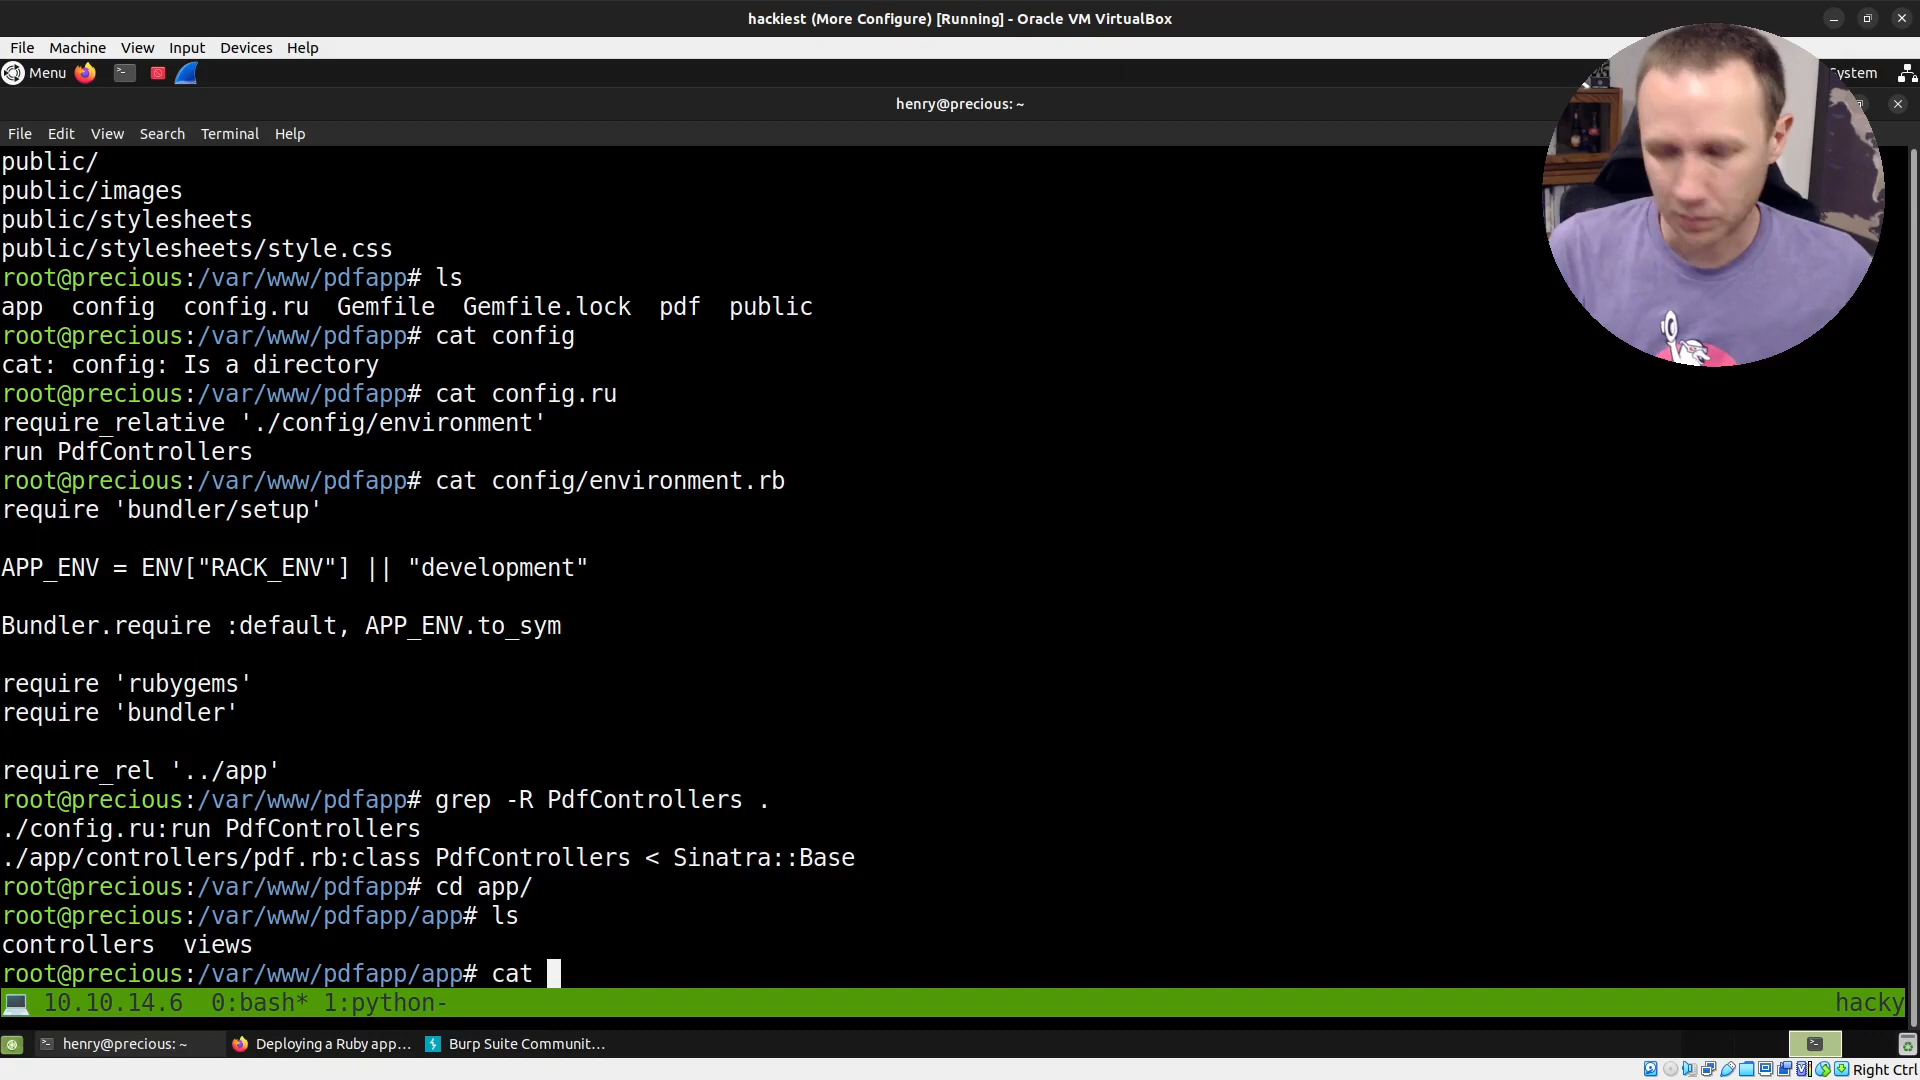 hackiest (More Configure) [Running] - Oracle VM VirtualBox
File Machine View Input Devices Help
Menu
System
henry@precious: ~
File Edit View Search Terminal Help
public/
public/images
public/stylesheets
public/stylesheets/style.css
root@precious:/var/www/pdfapp# ls
app config config.ru Gemfile Gemfile.lock pdf public
root@precious:/var/www/pdfapp# cat config
cat: config: Is a directory
root@precious:/var/www/pdfapp# cat config.ru
require_relative './config/environment'
run PdfControllers
root@precious:/var/www/pdfapp# cat config/environment.rb
require 'bundler/setup'
APP_ENV = ENV["RACK_ENV"] || "development"
Bundler.require :default, APP_ENV.to_sym
require 'rubygems'
require 'bundler'
require_rel '../app'
root@precious:/var/www/pdfapp# grep -R PdfControllers .
./config.ru:run PdfControllers
./app/controllers/pdf.rb:class PdfControllers < Sinatra::Base
root@precious:/var/www/pdfapp# cd app/
root@precious:/var/www/pdfapp/app# ls
controllers views
root@precious:/var/www/pdfapp/app# cat
10.10.14.6 0:bash* 1:python-
hacky
henry@precious: ~
Deploying a Ruby app...
Burp Suite Communit...
Right Ctrl